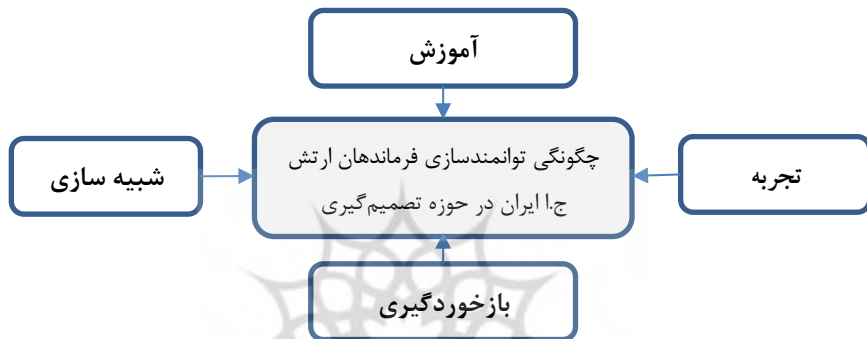 آموزش
چگونگی توانمندسازی فرماندهان ارتش
ج.ا ایران در حوزه تصمیم‌گیری
تجربه
شبیه سازی
بازخوردگیری